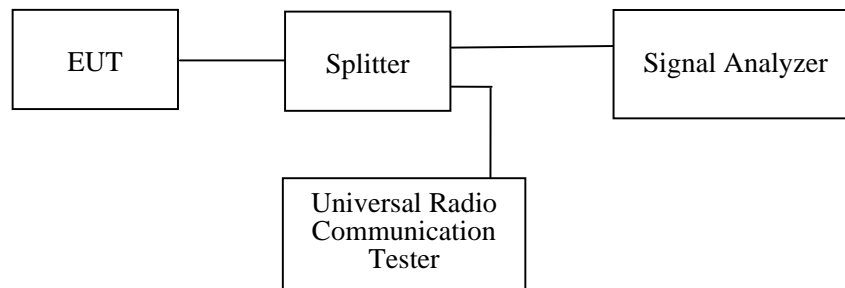 EUT
Splitter
Signal Analyzer
Universal Radio
Communication
Tester